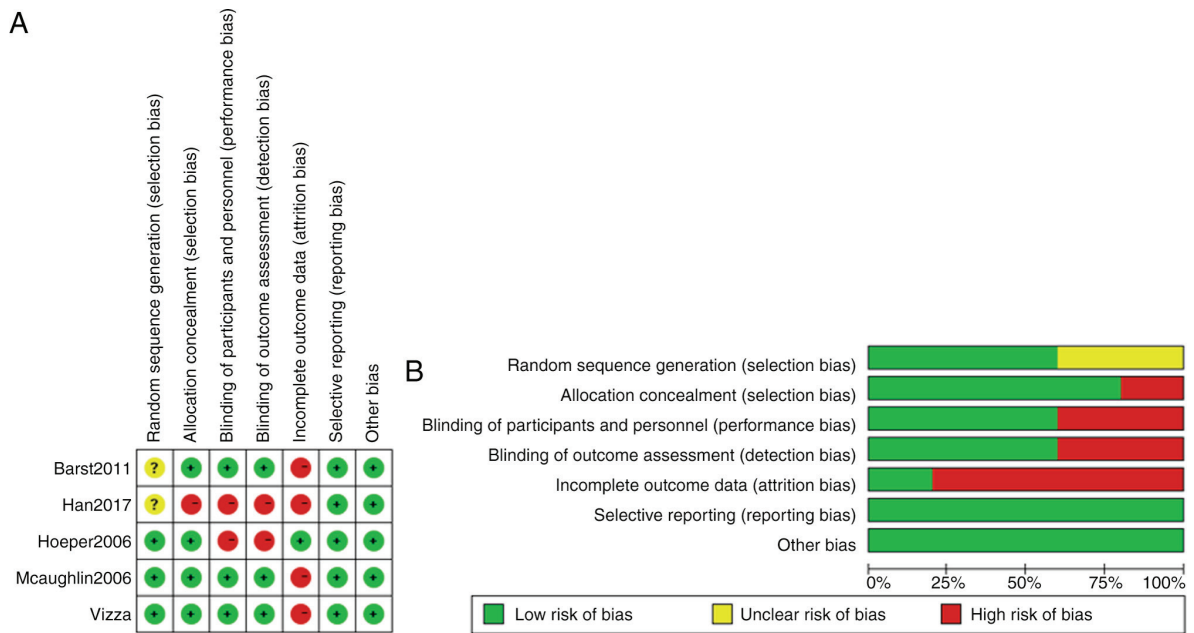 A
Random sequence generation (selection bias)
Allocation concealment (selection bias)
Blinding of participants and personnel (performance bias)
Blinding of outcome assessment (detection bias)
Incomplete outcome data (attrition bias)
Selective reporting (reporting bias)
Other bias
Barst2011 ? + + + - + +
Han2017 ? - - - - + +
Hoeper2006 + + - - + + +
Mcaughlin2006 + + + + - + +
Vizza + + + + - + +
B
Random sequence generation (selection bias)
Allocation concealment (selection bias)
Blinding of participants and personnel (performance bias)
Blinding of outcome assessment (detection bias)
Incomplete outcome data (attrition bias)
Selective reporting (reporting bias)
Other bias
0% 25% 50% 75% 100%
Low risk of bias Unclear risk of bias High risk of bias